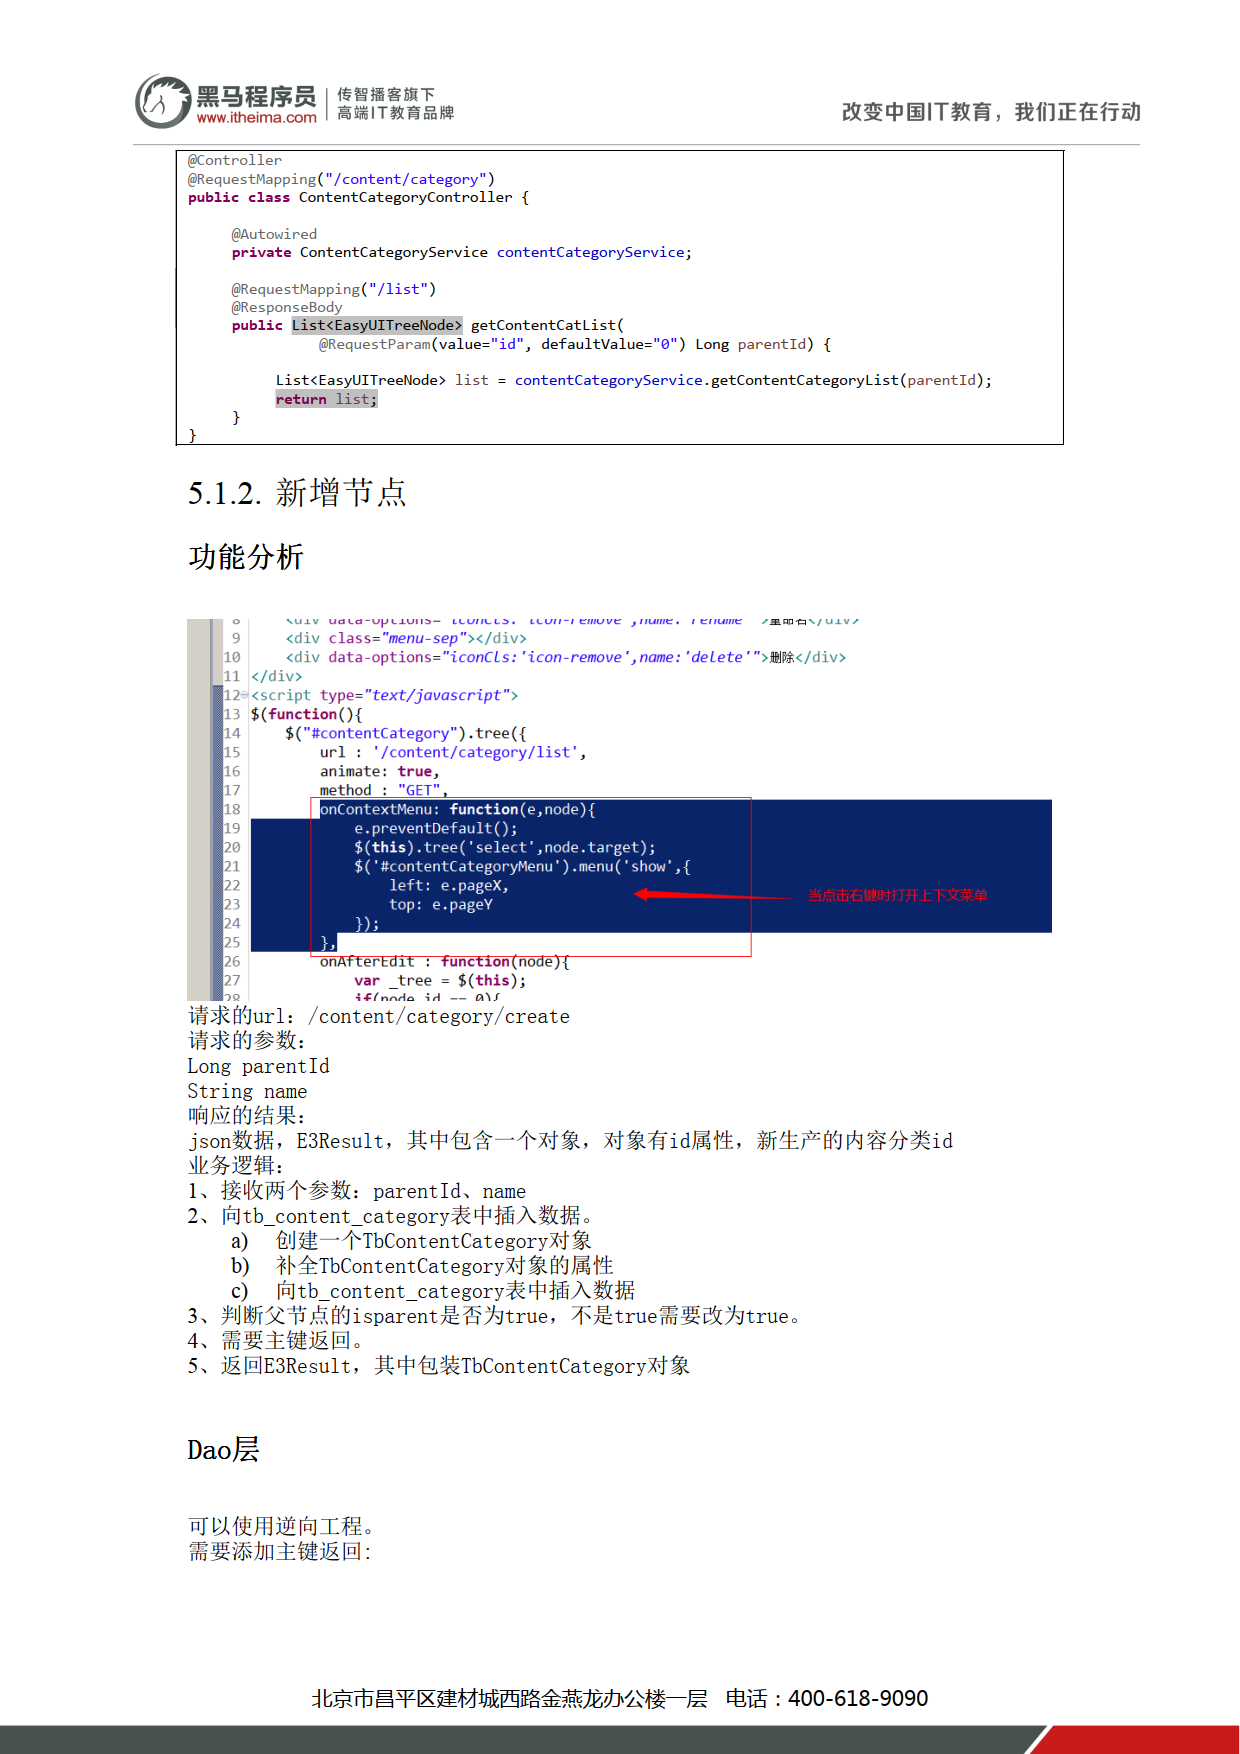 黑马程序员
www.itheima.com
传智播客旗下
高端IT教育品牌
改变中国IT教育，我们正在行动
@Controller
@RequestMapping("/content/category")
public class ContentCategoryController {
@Autowired
private ContentCategoryService contentCategoryService;
@RequestMapping("/list")
@ResponseBody
public List<EasyUITreeNode> getContentCatList(
@RequestParam(value="id", defaultValue="0") Long parentId) {
List<EasyUITreeNode> list = contentCategoryService.getContentCategoryList(parentId);
return list;
}
}
5.1.2. 新增节点
功能分析
8 <div data-options="iconCls:'icon-remove',name:'rename'">重命名</div>
9 <div class="menu-sep"></div>
10 <div data-options="iconCls:'icon-remove',name:'delete'">删除</div>
11 </div>
12 <script type="text/javascript">
13 $(function(){
14 $("#contentCategory").tree({
15 url : '/content/category/list',
16 animate: true,
17 method : "GET",
18 onContextMenu: function(e,node){
19 e.preventDefault();
20 $(this).tree('select',node.target);
21 $('#contentCategoryMenu').menu('show',{
22 left: e.pageX,
当点击右键时打开上下文菜单
23 top: e.pageY
24 });
25 },
26 onAfterEdit : function(node){
27 var _tree = $(this);
28 if(node.id == 0){
请求的url：/content/category/create
请求的参数：
Long parentId
String name
响应的结果：
json数据，E3Result，其中包含一个对象，对象有id属性，新生产的内容分类id
业务逻辑：
1、接收两个参数：parentId、name
2、向tb_content_category表中插入数据。
a) 创建一个TbContentCategory对象
b) 补全TbContentCategory对象的属性
c) 向tb_content_category表中插入数据
3、判断父节点的isparent是否为true，不是true需要改为true。
4、需要主键返回。
5、返回E3Result，其中包装TbContentCategory对象
Dao层
可以使用逆向工程。
需要添加主键返回:
北京市昌平区建材城西路金燕龙办公楼一层 电话：400-618-9090